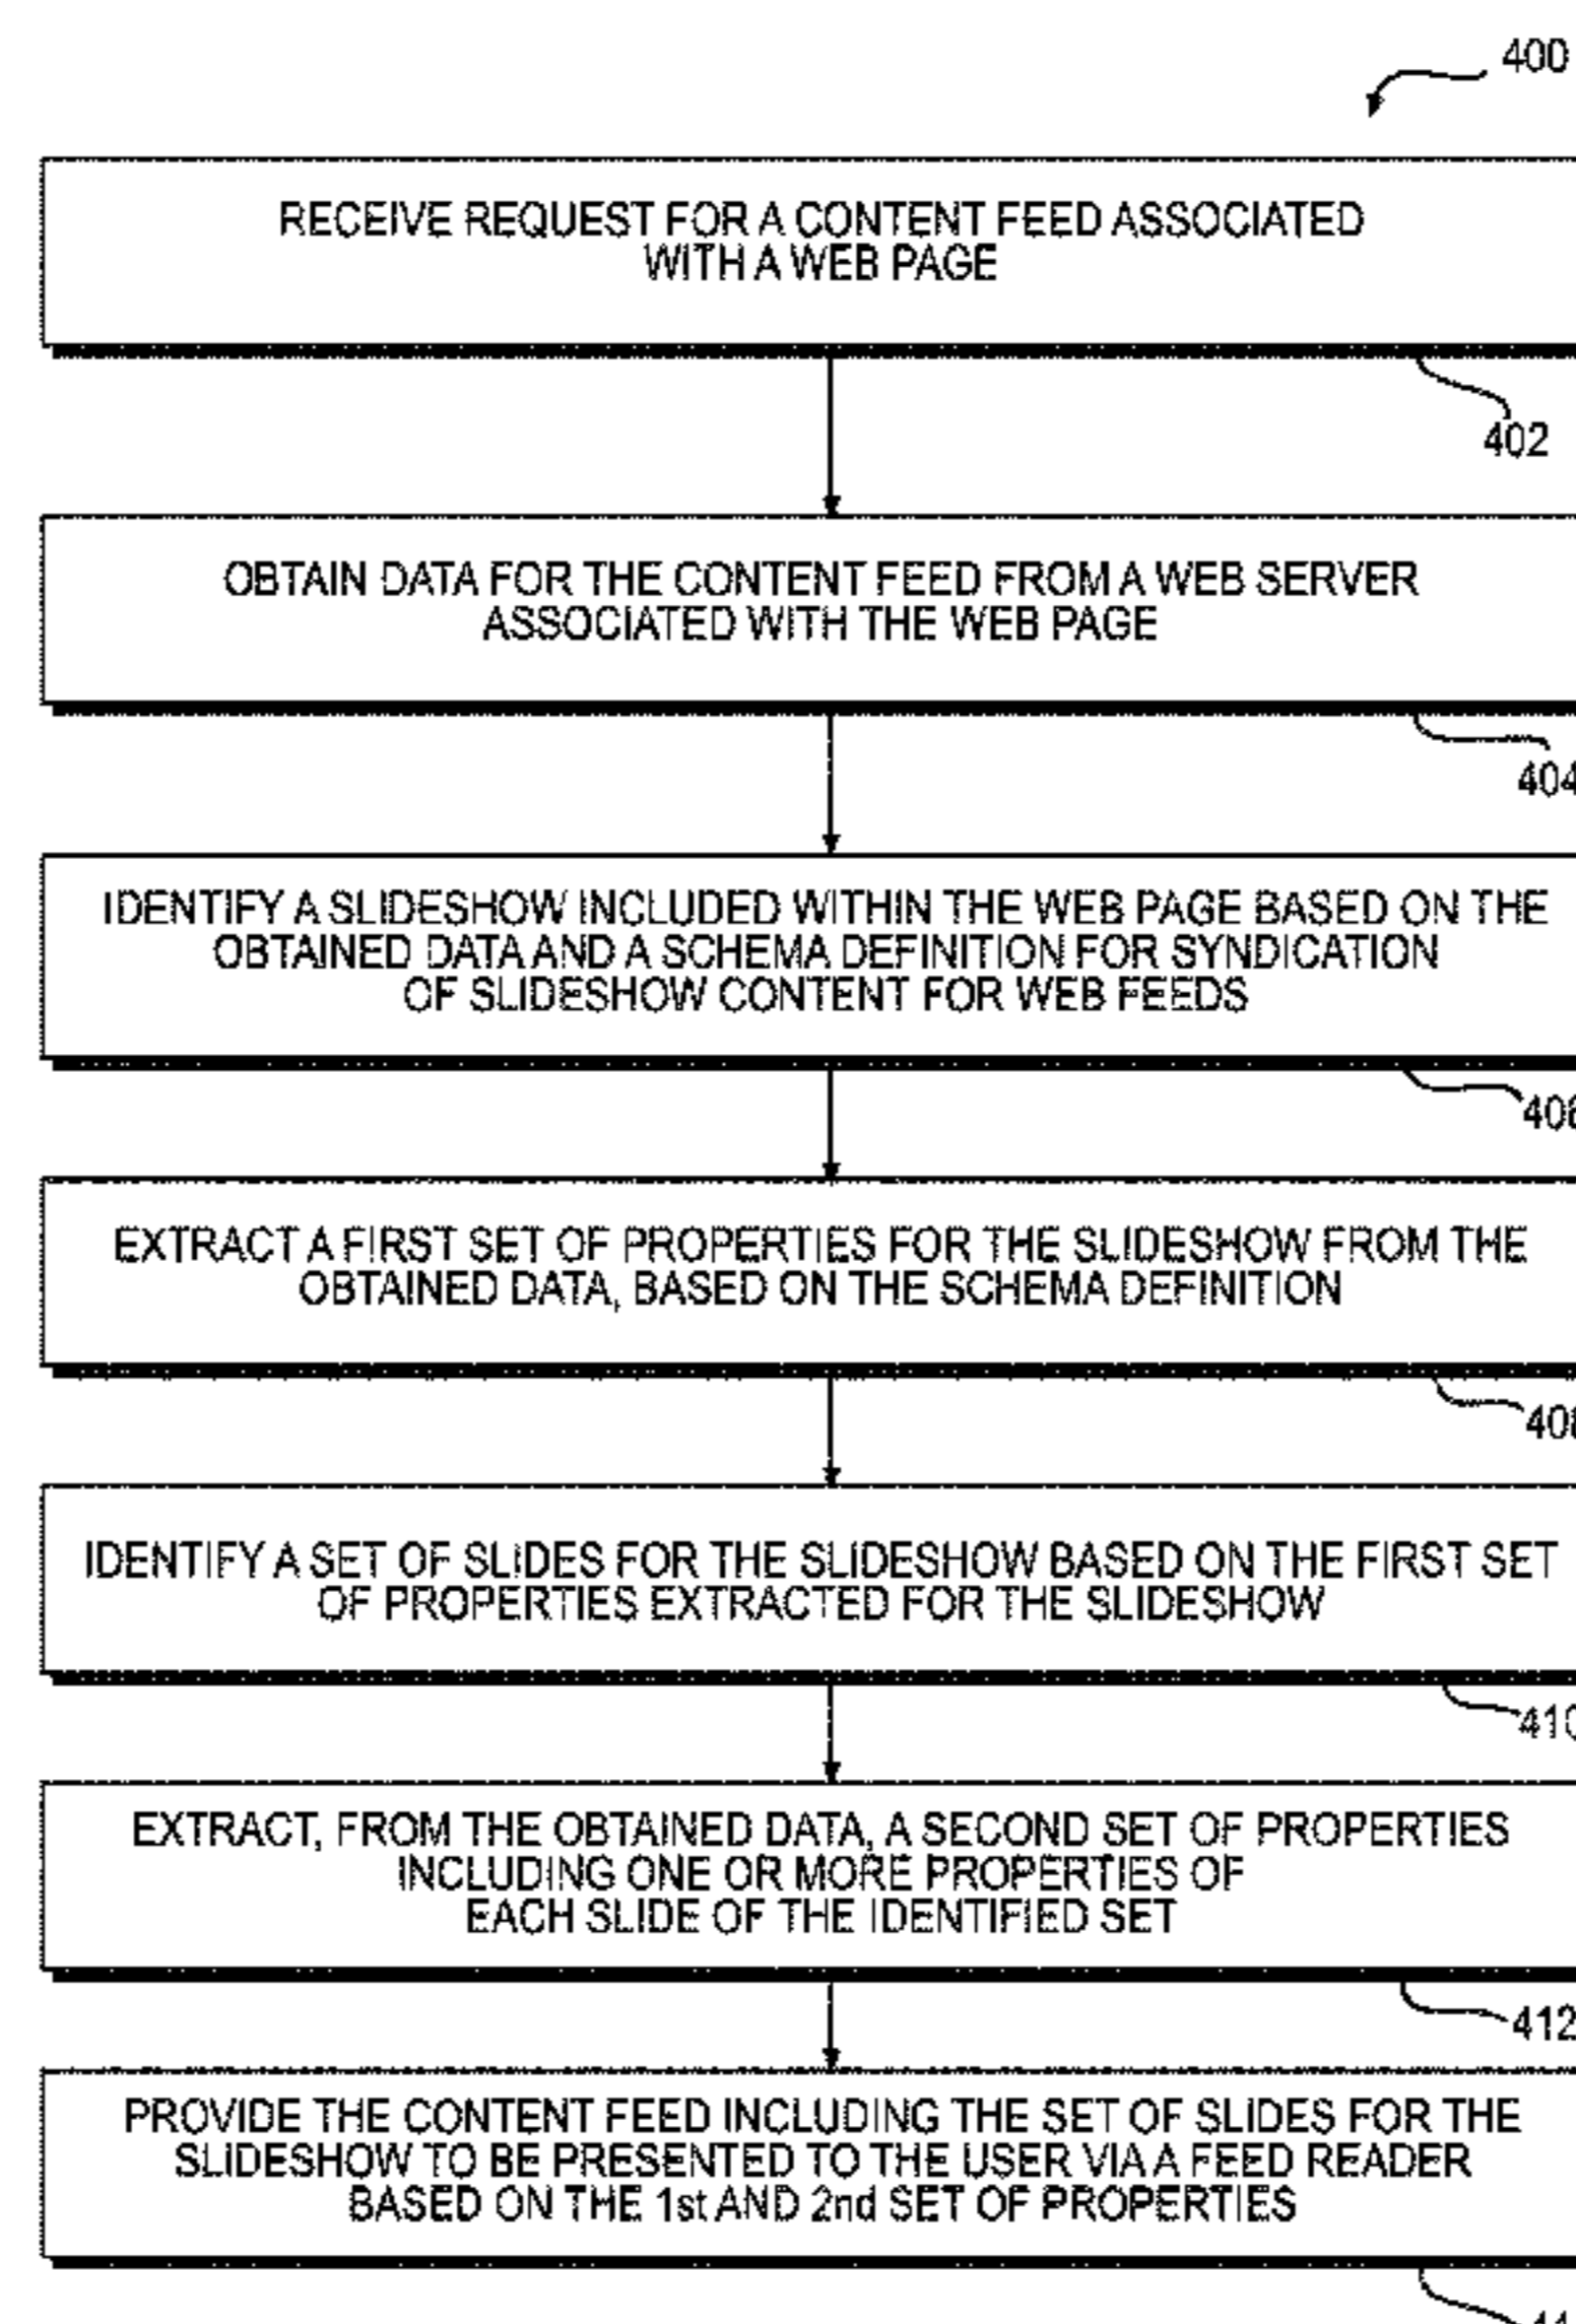 400
RECEIVE REQUEST FOR A CONTENT FEED ASSOCIATED
WITH A WEB PAGE
402
OBTAIN DATA FOR THE CONTENT FEED FROM A WEB SERVER
ASSOCIATED WITH THE WEB PAGE
404
IDENTIFY A SLIDESHOW INCLUDED WITHIN THE WEB PAGE BASED ON THE
OBTAINED DATA AND A SCHEMA DEFINITION FOR SYNDICATION
OF SLIDESHOW CONTENT FOR WEB FEEDS
406
EXTRACT A FIRST SET OF PROPERTIES FOR THE SLIDESHOW FROM THE
OBTAINED DATA, BASED ON THE SCHEMA DEFINITION
408
IDENTIFY A SET OF SLIDES FOR THE SLIDESHOW BASED ON THE FIRST SET
OF PROPERTIES EXTRACTED FOR THE SLIDESHOW
410
EXTRACT, FROM THE OBTAINED DATA, A SECOND SET OF PROPERTIES
INCLUDING ONE OR MORE PROPERTIES OF
EACH SLIDE OF THE IDENTIFIED SET
412
PROVIDE THE CONTENT FEED INCLUDING THE SET OF SLIDES FOR THE
SLIDESHOW TO BE PRESENTED TO THE USER VIA A FEED READER
BASED ON THE 1st AND 2nd SET OF PROPERTIES